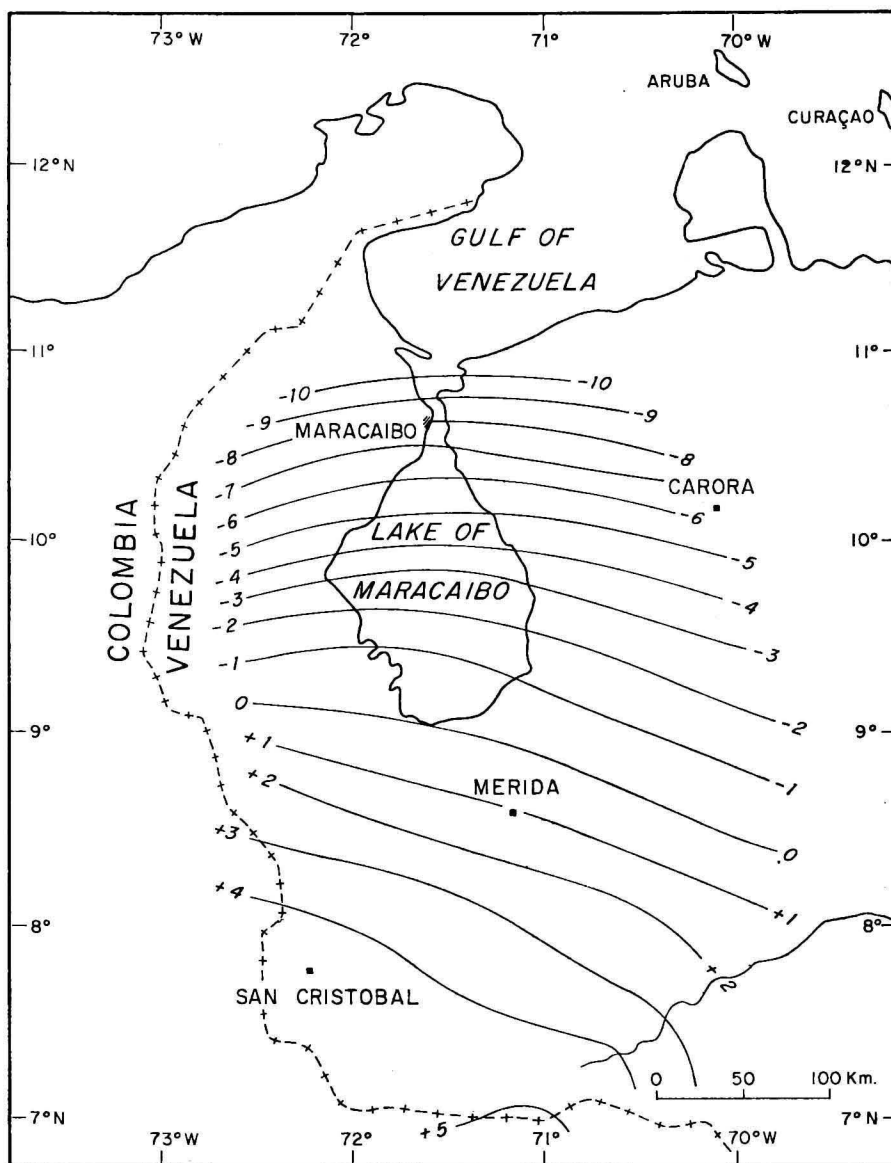 73°W 72° 71° 70°W
ARUBA
CURAÇAO
12°N 12°N
GULF OF
VENEZUELA
11° 11°
-10 -10
-9 -9
MARACAIBO
-8 -8
-7
CARORA
-6 -6
10° 10°
-5 -5
LAKE OF
MARACAIBO
-4 -4
-3 -3
-2 -2
-1 -1
COLOMBIA
VENEZUELA
0 0
9° 9°
+1 +1
MERIDA
+2 2
+3
+4
8° 8°
SAN CRISTOBAL
0 50 100 Km.
7°N 7°N
+5
73°W 72° 71° 70°W